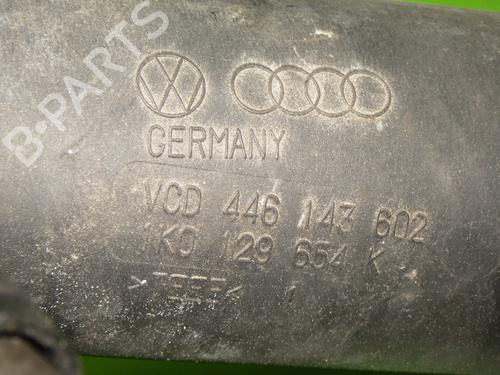 B-PARTS
GERMANY
VCD 446 143 602
1K0 129 654 K